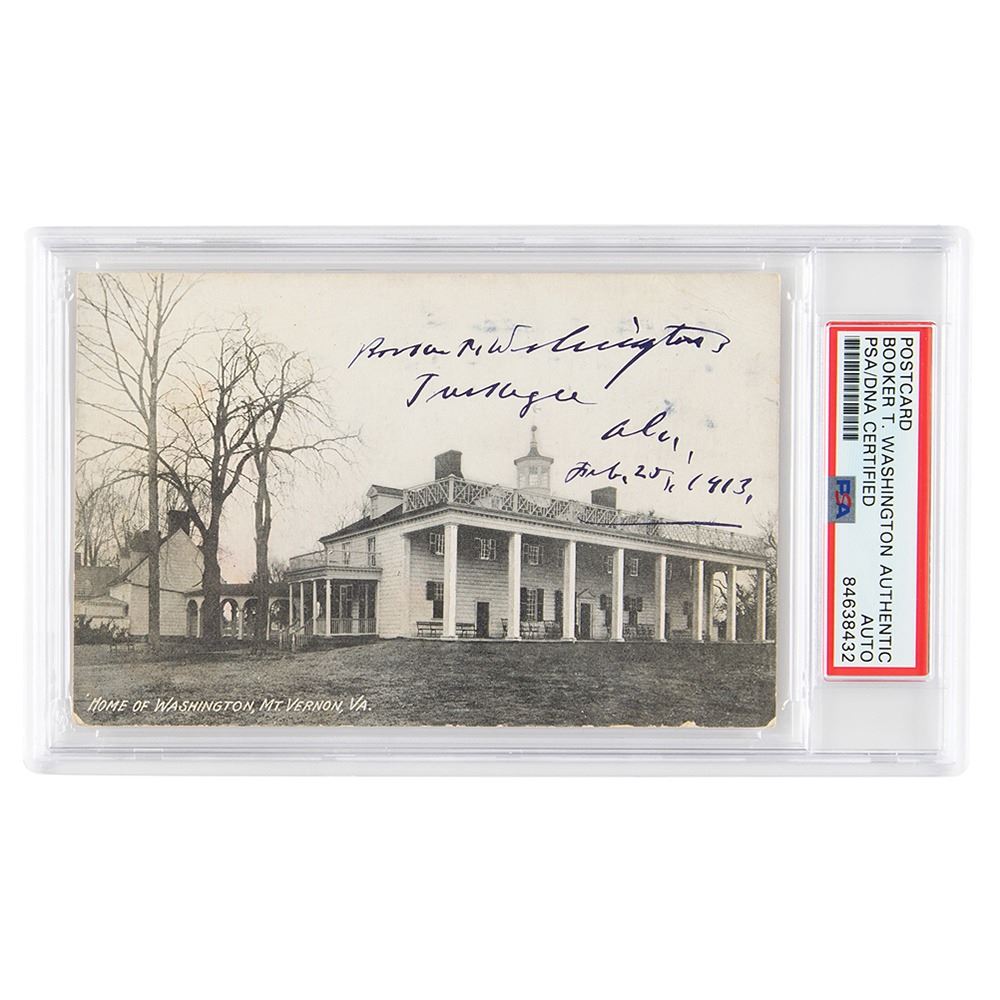 Booker T. Washington
Tuskegee
Ala,
Feb. 25, 1913.
HOME OF WASHINGTON, MT. VERNON, VA.
POSTCARD
BOOKER T. WASHINGTON AUTHENTIC
PSA/DNA CERTIFIED AUTO
84638432
PSA